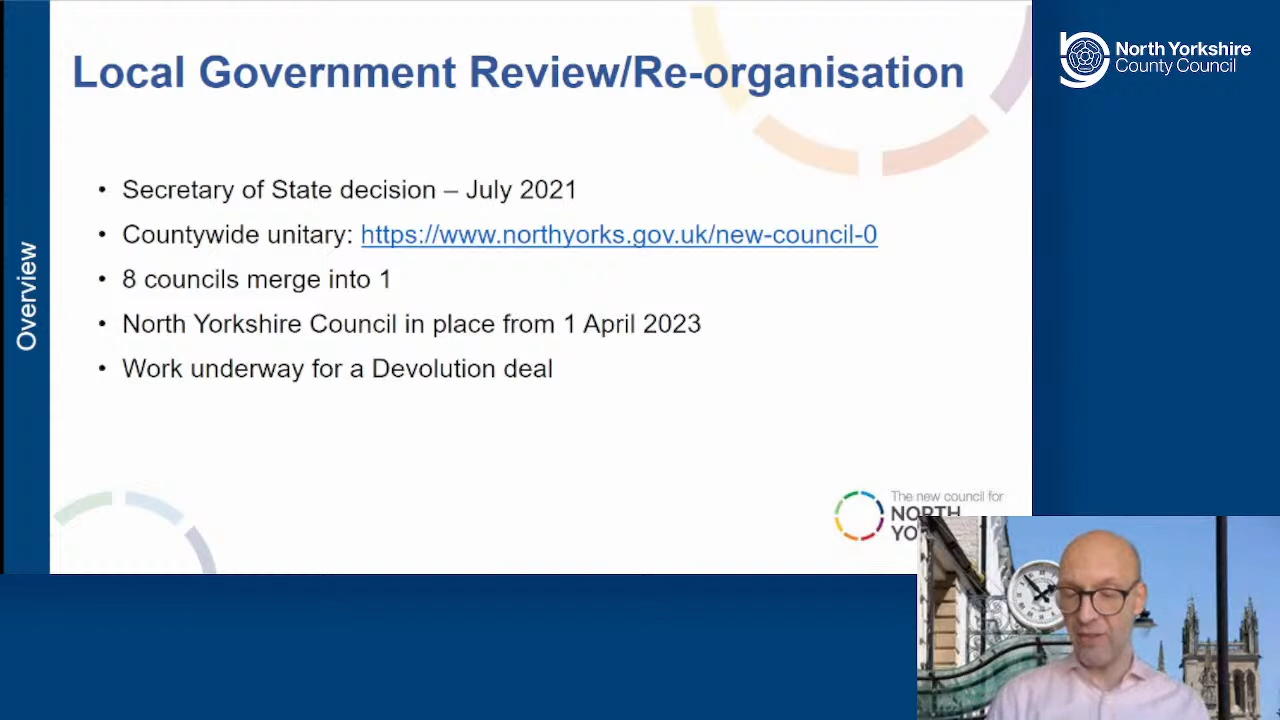 Local Government Review/Re-organisation
North Yorkshire
County Council
Overview
• Secretary of State decision – July 2021
• Countywide unitary: https://www.northyorks.gov.uk/new-council-0
• 8 councils merge into 1
• North Yorkshire Council in place from 1 April 2023
• Work underway for a Devolution deal
The new council for
NORTH
YO